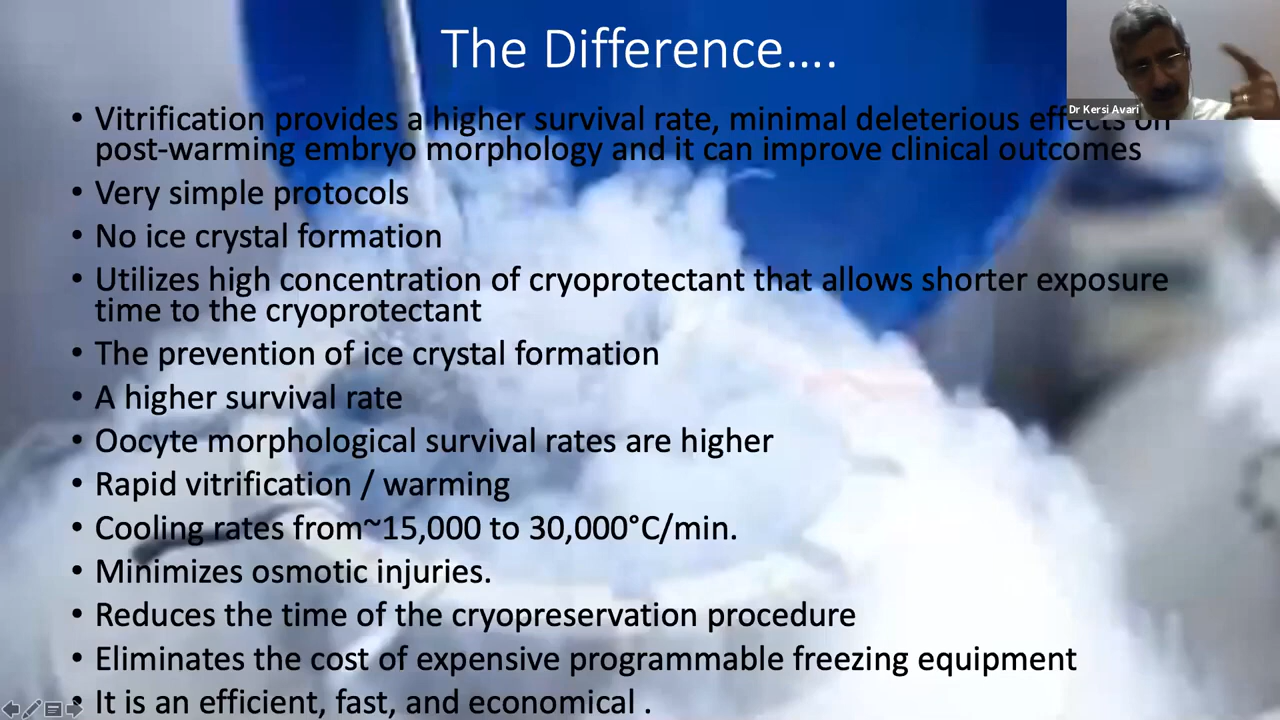 The Difference....
Dr Kersi Avari
• Vitrification provides a higher survival rate, minimal deleterious effects on
post-warming embryo morphology and it can improve clinical outcomes
• Very simple protocols
• No ice crystal formation
• Utilizes high concentration of cryoprotectant that allows shorter exposure
time to the cryoprotectant
• The prevention of ice crystal formation
• A higher survival rate
• Oocyte morphological survival rates are higher
• Rapid vitrification / warming
• Cooling rates from~15,000 to 30,000°C/min.
• Minimizes osmotic injuries.
• Reduces the time of the cryopreservation procedure
• Eliminates the cost of expensive programmable freezing equipment
• It is an efficient, fast, and economical .